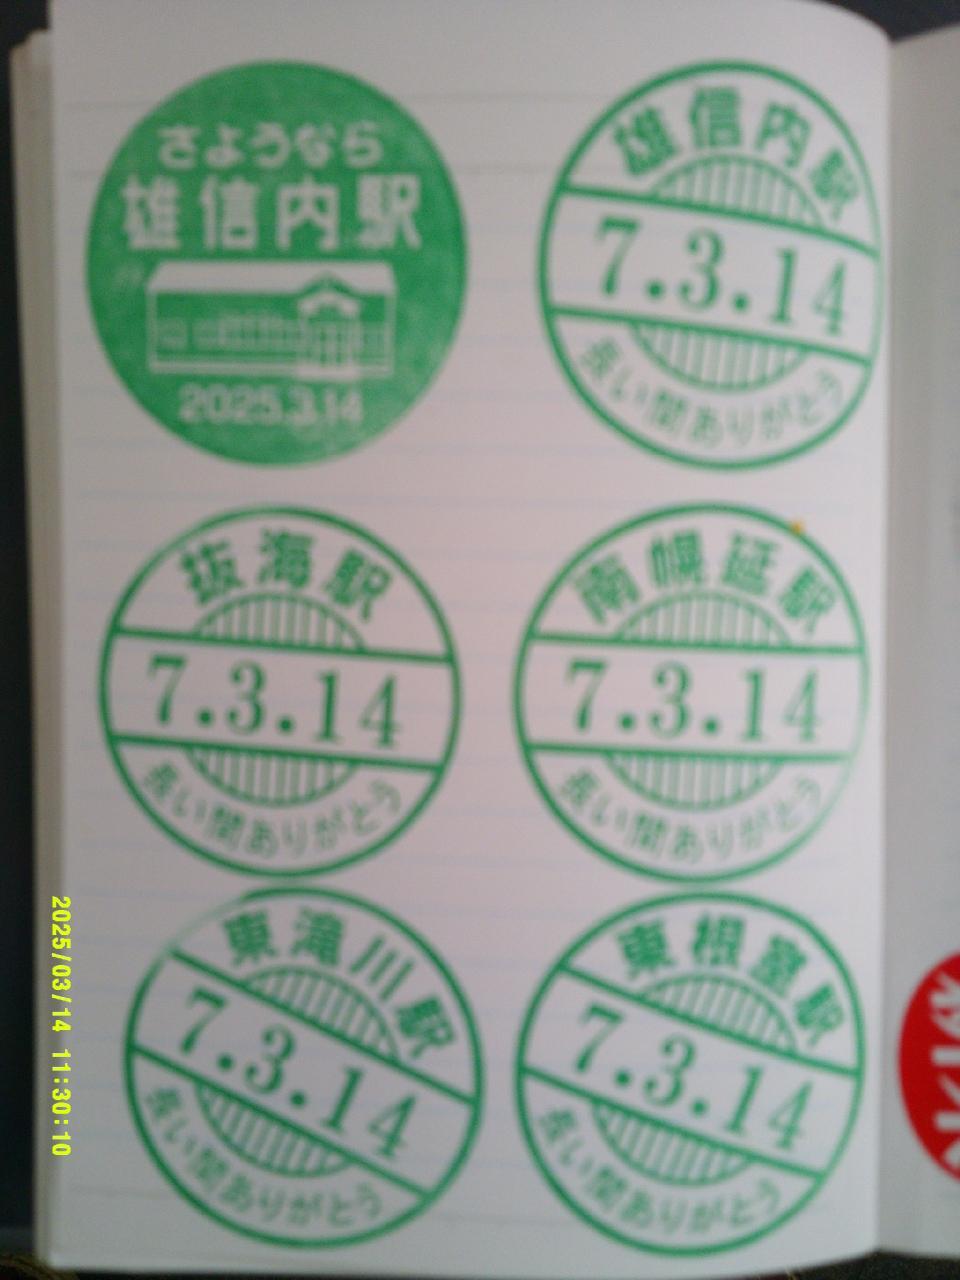 さようなら
雄信内駅
2025.3.14
雄信内駅
7.3.14
長い間ありがとう
抜海駅
7.3.14
長い間ありがとう
南幌延駅
7.3.14
長い間ありがとう
東滝川駅
7.3.14
長い間ありがとう
東根室駅
7.3.14
長い間ありがとう
2025/03/14 11:30:10